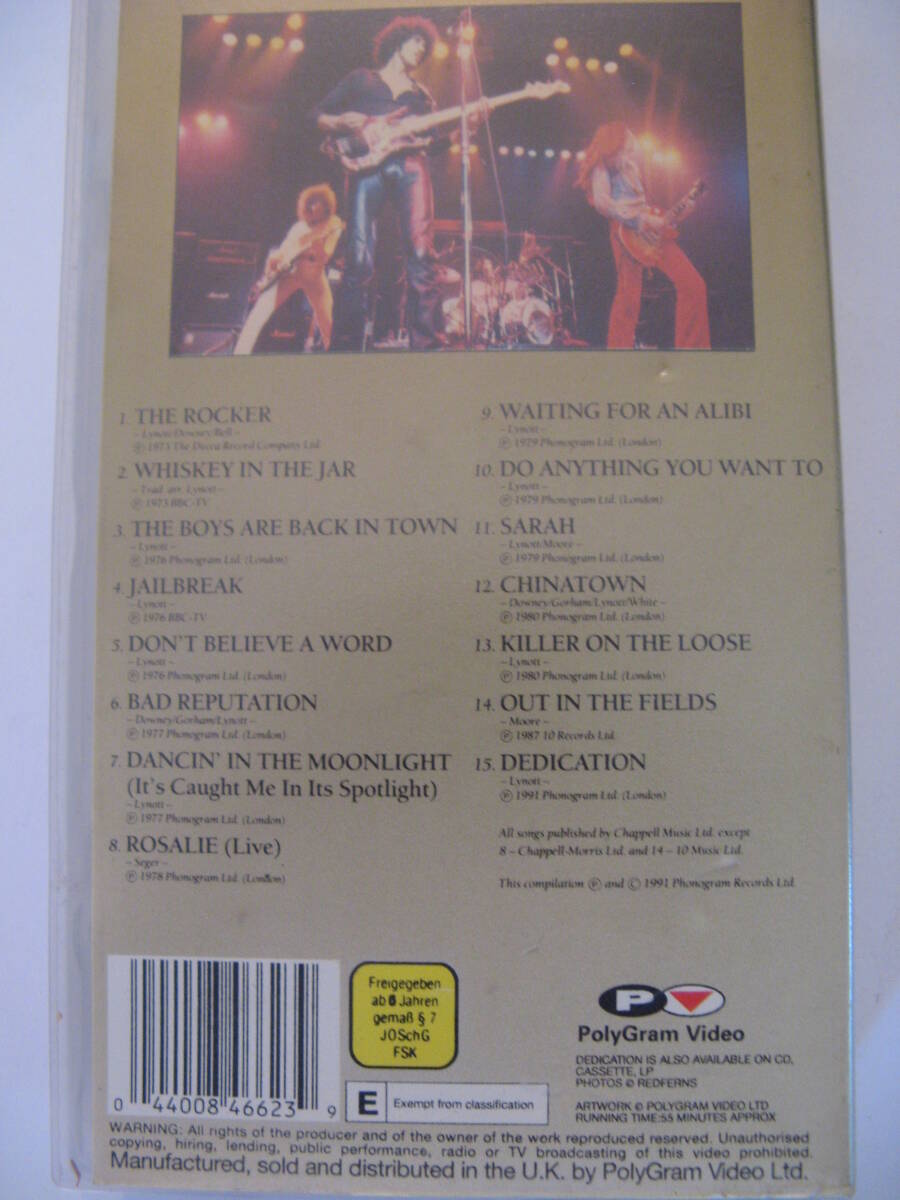 1. THE ROCKER
~ Lynott/Downey/Bell ~
Ⓟ 1973 The Decca Record Company Ltd.
2. WHISKEY IN THE JAR
~ Trad. arr. Lynott ~
Ⓟ 1973 BBC-TV
3. THE BOYS ARE BACK IN TOWN
~ Lynott ~
Ⓟ 1976 Phonogram Ltd. (London)
4. JAILBREAK
~ Lynott ~
Ⓟ 1976 BBC-TV
5. DON'T BELIEVE A WORD
~ Lynott ~
Ⓟ 1976 Phonogram Ltd. (London)
6. BAD REPUTATION
~ Downey/Gorham/Lynott ~
Ⓟ 1977 Phonogram Ltd. (London)
7. DANCIN' IN THE MOONLIGHT
(It's Caught Me In Its Spotlight)
~ Lynott ~
Ⓟ 1977 Phonogram Ltd. (London)
8. ROSALIE (Live)
~ Seger ~
Ⓟ 1978 Phonogram Ltd. (London)
9. WAITING FOR AN ALIBI
~ Lynott ~
Ⓟ 1979 Phonogram Ltd. (London)
10. DO ANYTHING YOU WANT TO
~ Lynott ~
Ⓟ 1979 Phonogram Ltd. (London)
11. SARAH
~ Lynott/Moore ~
Ⓟ 1979 Phonogram Ltd. (London)
12. CHINATOWN
~ Downey/Gorham/Lynott/White ~
Ⓟ 1980 Phonogram Ltd. (London)
13. KILLER ON THE LOOSE
~ Lynott ~
Ⓟ 1980 Phonogram Ltd. (London)
14. OUT IN THE FIELDS
~ Moore ~
Ⓟ 1987 10 Records Ltd.
15. DEDICATION
~ Lynott ~
Ⓟ 1991 Phonogram Ltd. (London)
All songs published by Chappell Music Ltd. except
8 – Chappell-Morris Ltd. and 14 – 10 Music Ltd.
This compilation Ⓟ and © 1991 Phonogram Records Ltd.
0 44008 46623 9
Freigegeben
ab 6 Jahren
gemaß § 7
JÖSchG
FSK
E Exempt from classification
P
PolyGram Video
DEDICATION IS ALSO AVAILABLE ON CD,
CASSETTE, LP
PHOTOS © REDFERNS
ARTWORK © POLYGRAM VIDEO LTD
RUNNING TIME: 55 MINUTES APPROX
WARNING: All rights of the producer and of the owner of the work reproduced reserved. Unauthorised
copying, hiring, lending, public performance, radio or TV broadcasting of this video prohibited.
Manufactured, sold and distributed in the U.K. by PolyGram Video Ltd.